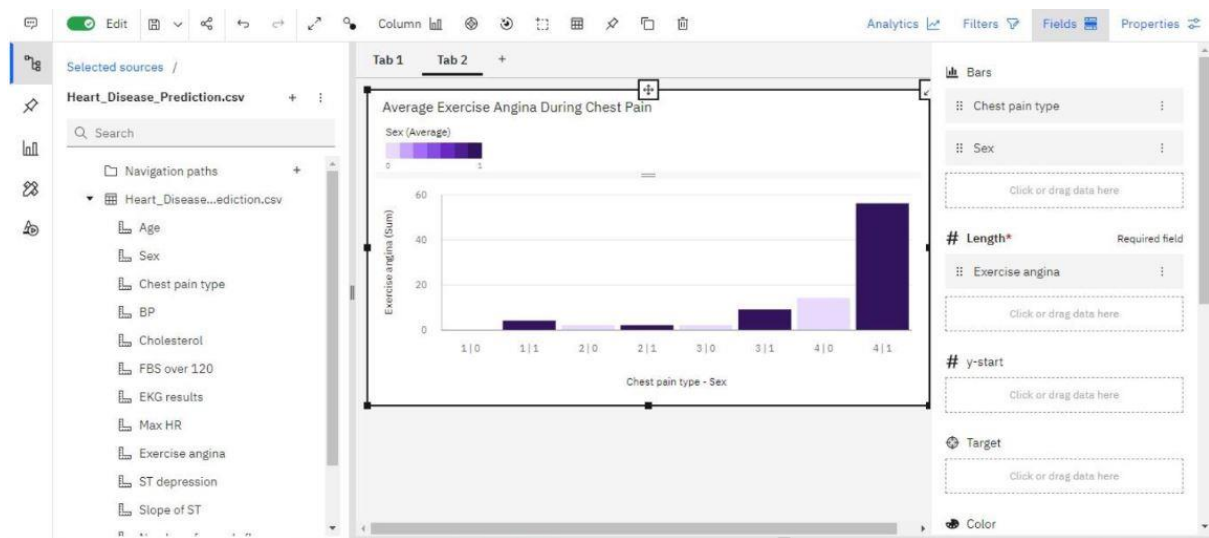 Edit
Column
Analytics
Filters
Fields
Properties
Selected sources /
Heart_Disease_Prediction.csv
Search
Navigation paths
Heart_Disease...ediction.csv
Age
Sex
Chest pain type
BP
Cholesterol
FBS over 120
EKG results
Max HR
Exercise angina
ST depression
Slope of ST
Tab 1 Tab 2 +
Average Exercise Angina During Chest Pain
Sex (Average)
0 1
Exercise angina (Sum)
60
40
20
0
1|0 1|1 2|0 2|1 3|0 3|1 4|0 4|1
Chest pain type - Sex
Bars
Chest pain type
Sex
Click or drag data here
# Length* Required field
Exercise angina
Click or drag data here
# y-start
Click or drag data here
Target
Click or drag data here
Color